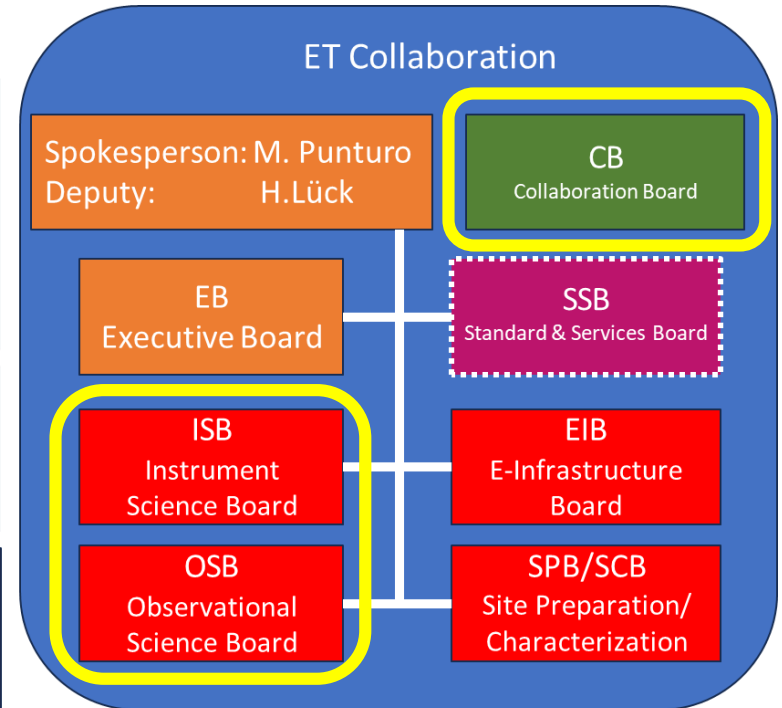 ET Collaboration
Spokesperson: M. Punturo
Deputy: H.Lück
CB
Collaboration Board
EB
Executive Board
SSB
Standard & Services Board
ISB
Instrument
Science Board
EIB
E-Infrastructure
Board
OSB
Observational
Science Board
SPB/SCB
Site Preparation/
Characterization